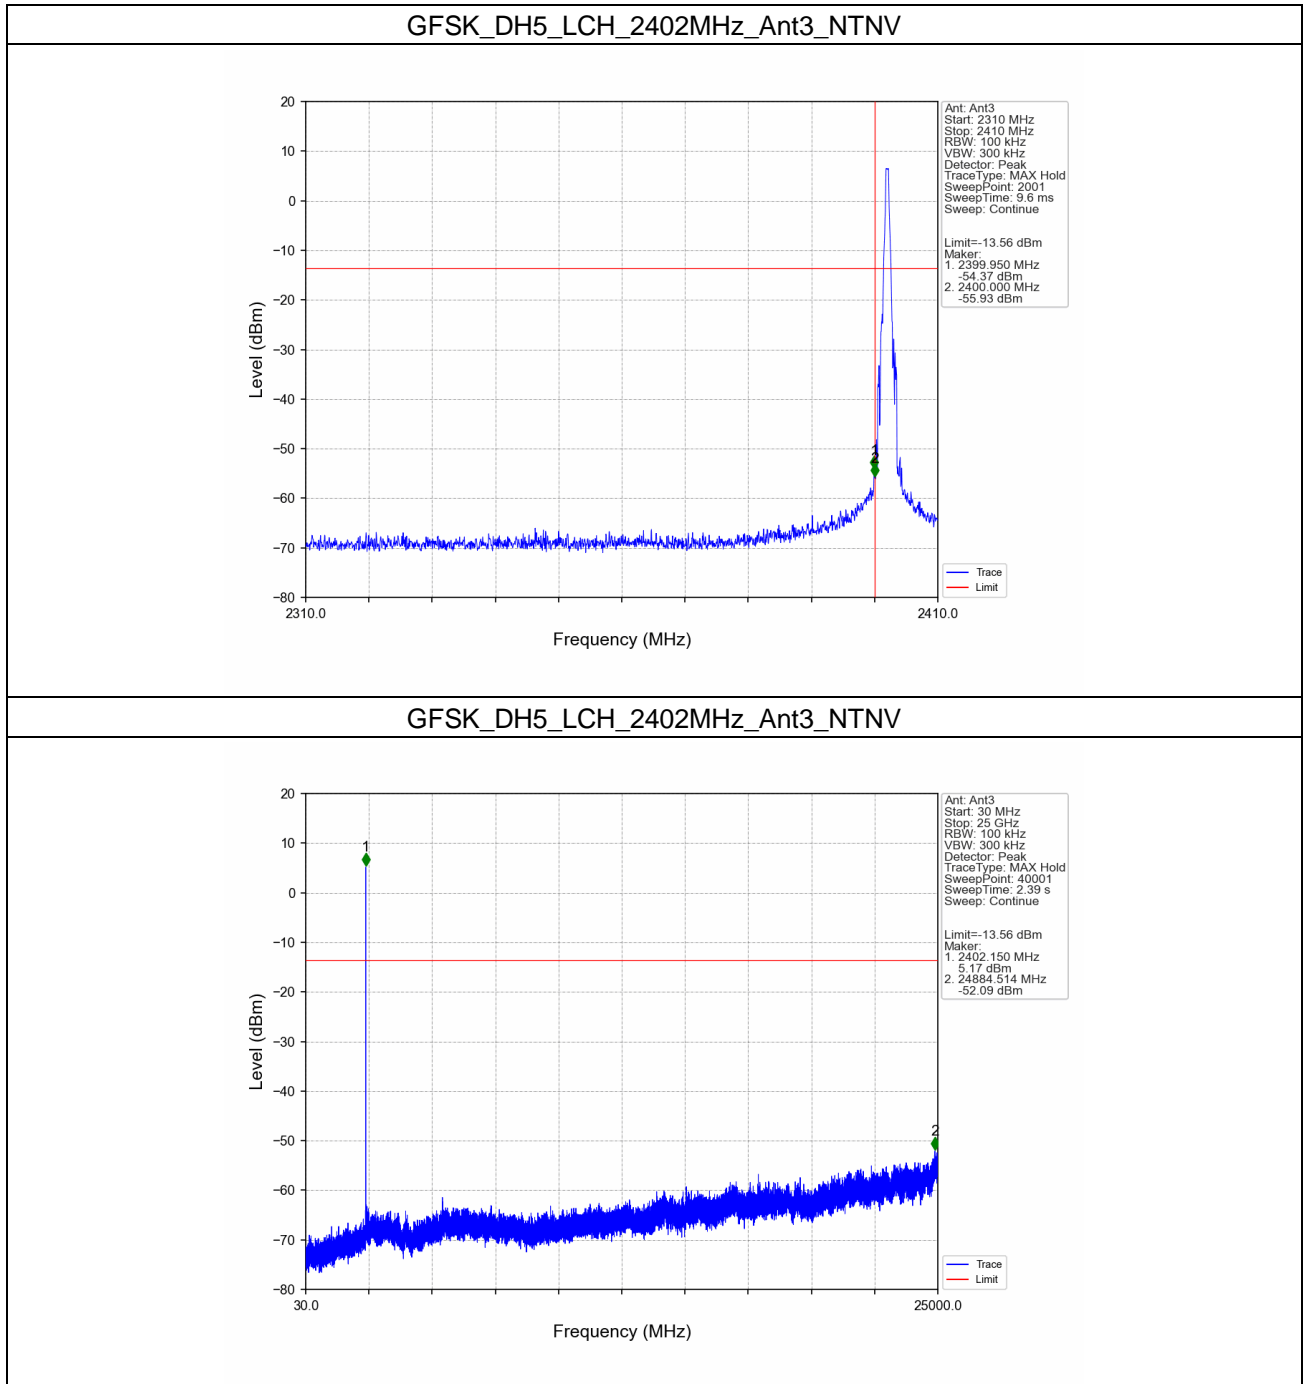 GFSK_DH5_LCH_2402MHz_Ant3_NTNV
20
10
0
−10
−20
−30
−40
−50
−60
−70
−80
Level (dBm)
2310.0
2410.0
Frequency (MHz)
1
2
Ant: Ant3
Start: 2310 MHz
Stop: 2410 MHz
RBW: 100 kHz
VBW: 300 kHz
Detector: Peak
TraceType: MAX Hold
SweepPoint: 2001
SweepTime: 9.6 ms
Sweep: Continue
Limit=-13.56 dBm
Maker:
1. 2399.950 MHz
-54.37 dBm
2. 2400.000 MHz
-55.93 dBm
Trace
Limit
GFSK_DH5_LCH_2402MHz_Ant3_NTNV
20
10
0
−10
−20
−30
−40
−50
−60
−70
−80
Level (dBm)
30.0
25000.0
Frequency (MHz)
1
2
Ant: Ant3
Start: 30 MHz
Stop: 25 GHz
RBW: 100 kHz
VBW: 300 kHz
Detector: Peak
TraceType: MAX Hold
SweepPoint: 40001
SweepTime: 2.39 s
Sweep: Continue
Limit=-13.56 dBm
Maker:
1. 2402.150 MHz
5.17 dBm
2. 24884.514 MHz
-52.09 dBm
Trace
Limit